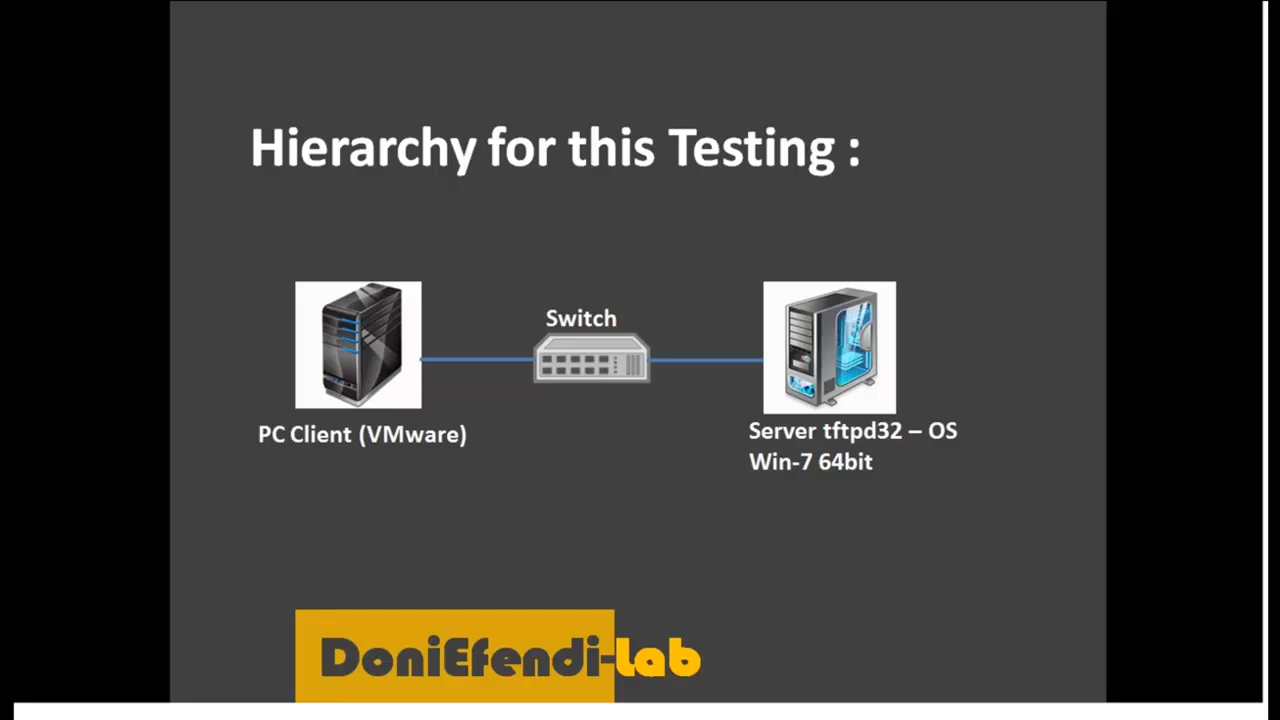 Hierarchy for this Testing :
Switch
PC Client (VMware)
Server tftpd32 – OS
Win-7 64bit
DoniEfendi-Lab